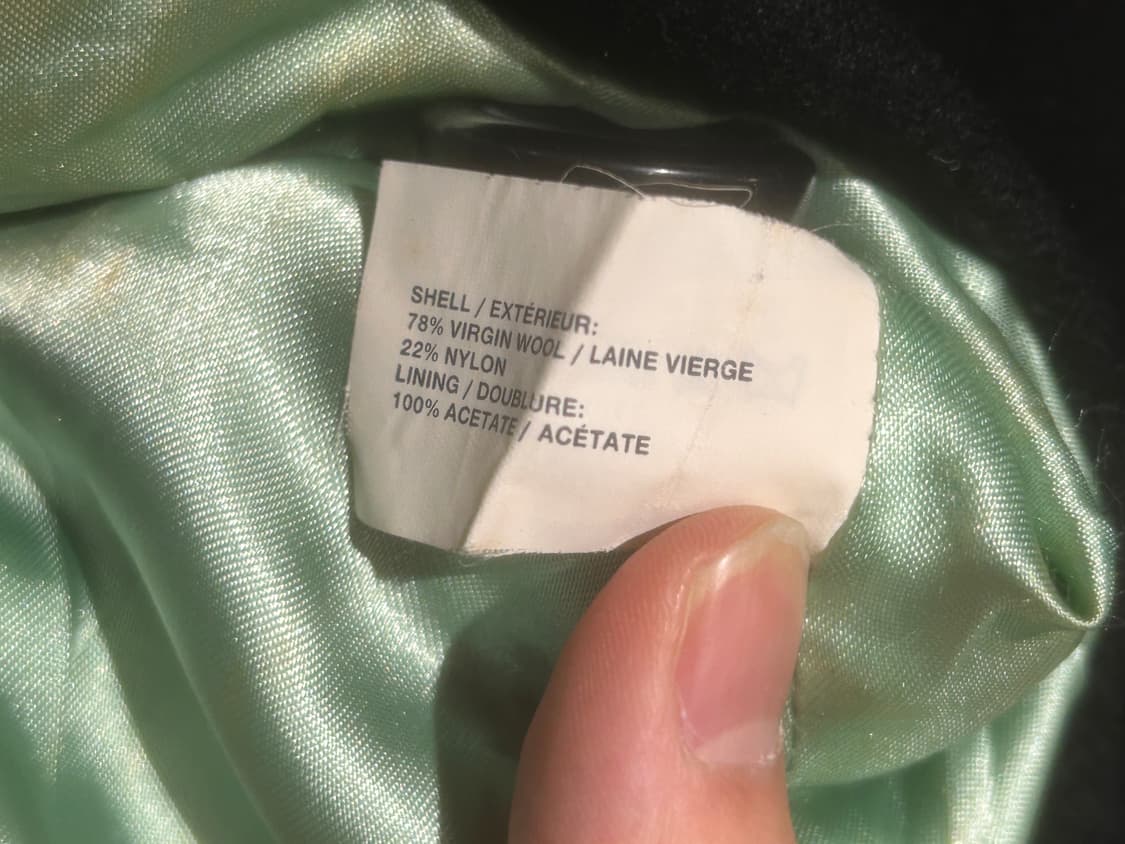 SHELL / EXTÉRIEUR:
78% VIRGIN WOOL / LAINE VIERGE
22% NYLON
LINING / DOUBLURE:
100% ACETATE / ACÉTATE